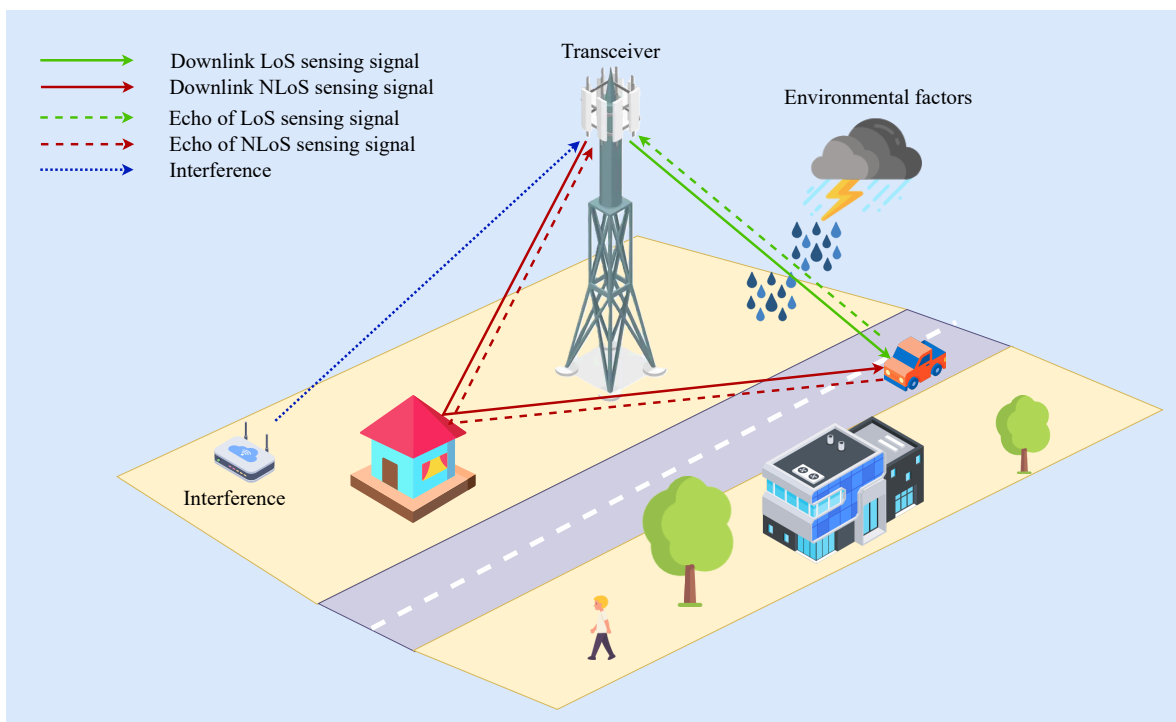 Transceiver
Downlink LoS sensing signal
Downlink NLoS sensing signal
Echo of LoS sensing signal
Echo of NLoS sensing signal
Interference
Environmental factors
Interference